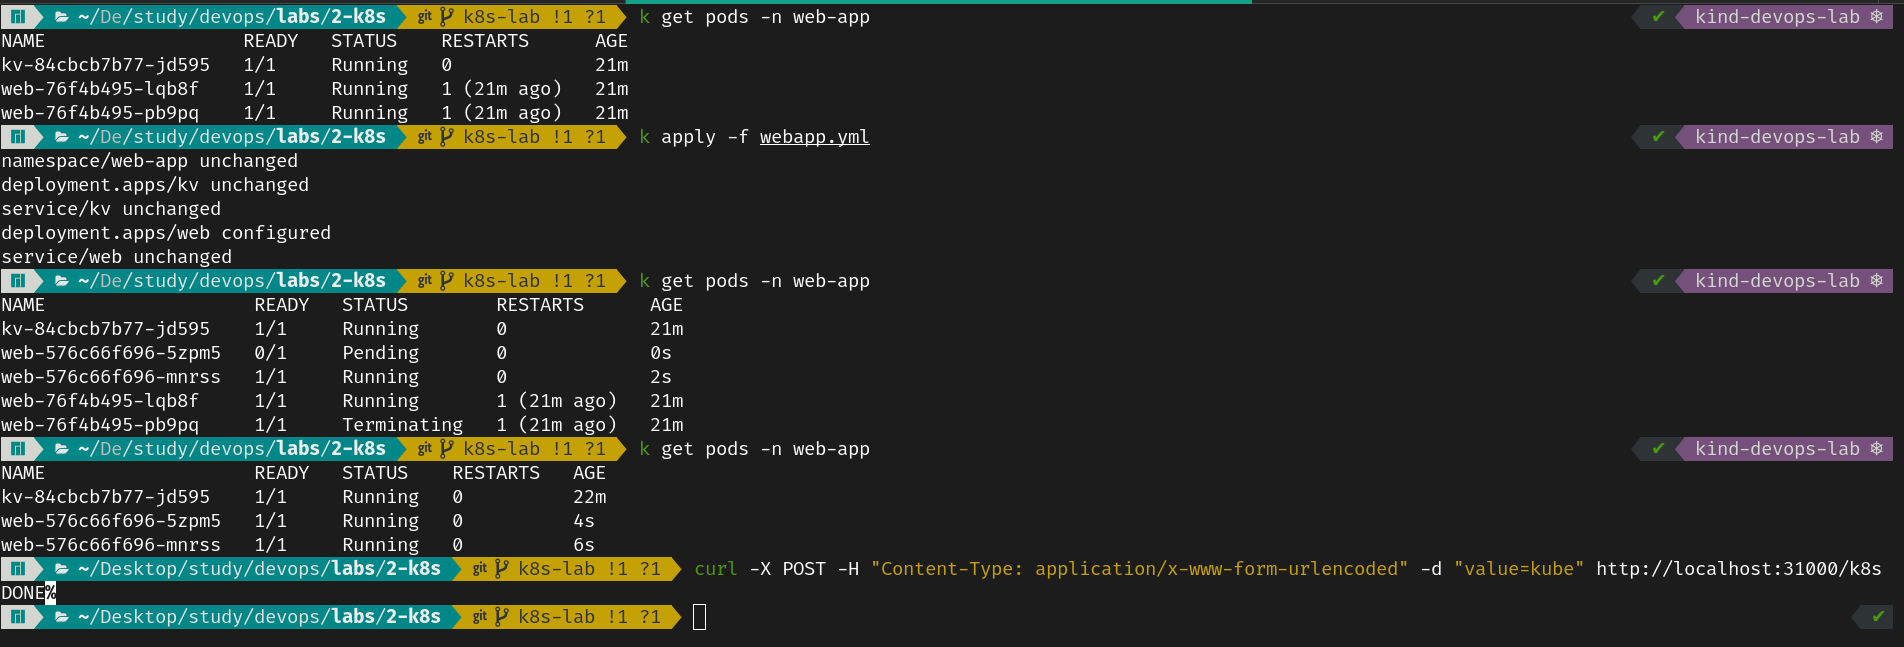 ~/De/study/devops/labs/2-k8s git k8s-lab !1 ?1 k get pods -n web-app ✔ kind-devops-lab ⎈
NAME READY STATUS RESTARTS AGE
kv-84cbcb7b77-jd595 1/1 Running 0 21m
web-76f4b495-lqb8f 1/1 Running 1 (21m ago) 21m
web-76f4b495-pb9pq 1/1 Running 1 (21m ago) 21m
~/De/study/devops/labs/2-k8s git k8s-lab !1 ?1 k apply -f webapp.yml ✔ kind-devops-lab ⎈
namespace/web-app unchanged
deployment.apps/kv unchanged
service/kv unchanged
deployment.apps/web configured
service/web unchanged
~/De/study/devops/labs/2-k8s git k8s-lab !1 ?1 k get pods -n web-app ✔ kind-devops-lab ⎈
NAME READY STATUS RESTARTS AGE
kv-84cbcb7b77-jd595 1/1 Running 0 21m
web-576c66f696-5zpm5 0/1 Pending 0 0s
web-576c66f696-mnrss 1/1 Running 0 2s
web-76f4b495-lqb8f 1/1 Running 1 (21m ago) 21m
web-76f4b495-pb9pq 1/1 Terminating 1 (21m ago) 21m
~/De/study/devops/labs/2-k8s git k8s-lab !1 ?1 k get pods -n web-app ✔ kind-devops-lab ⎈
NAME READY STATUS RESTARTS AGE
kv-84cbcb7b77-jd595 1/1 Running 0 22m
web-576c66f696-5zpm5 1/1 Running 0 4s
web-576c66f696-mnrss 1/1 Running 0 6s
~/Desktop/study/devops/labs/2-k8s git k8s-lab !1 ?1 curl -X POST -H "Content-Type: application/x-www-form-urlencoded" -d "value=kube" http://localhost:31000/k8s
DONE%
~/Desktop/study/devops/labs/2-k8s git k8s-lab !1 ?1 ✔